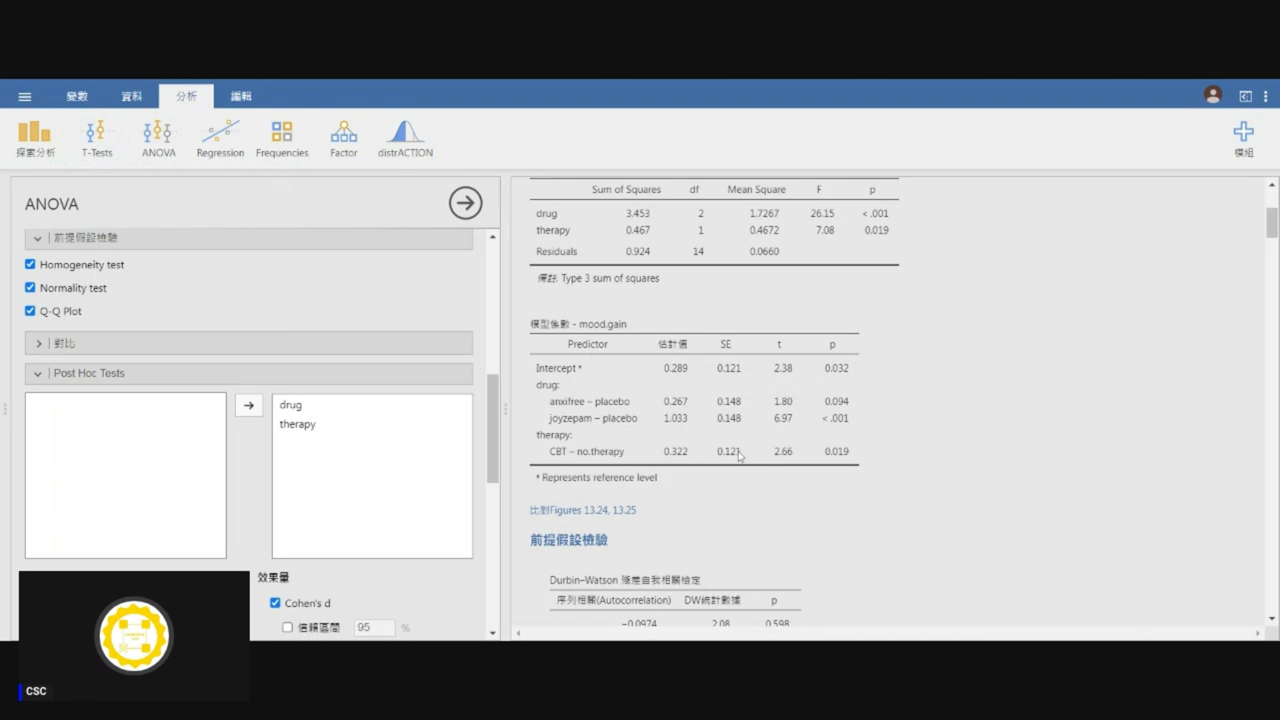 變數 資料 分析 編輯
探索分析 T-Tests ANOVA Regression Frequencies Factor distrACTION 模組
ANOVA
前提假設檢驗
Homogeneity test
Normality test
Q-Q Plot
對比
Post Hoc Tests
drug
therapy
效果量
Cohen's d
信賴區間 95 %
CSC
Sum of Squares df Mean Square F p
drug 3.453 2 1.7267 26.15 < .001
therapy 0.467 1 0.4672 7.08 0.019
Residuals 0.924 14 0.0660
備註. Type 3 sum of squares
模型係數 - mood.gain
Predictor 估計值 SE t p
Intercept ᵃ 0.289 0.121 2.38 0.032
drug:
anxifree – placebo 0.267 0.148 1.80 0.094
joyzepam – placebo 1.033 0.148 6.97 < .001
therapy:
CBT – no.therapy 0.322 0.121 2.66 0.019
ᵃ Represents reference level
比對Figures 13.24, 13.25
前提假設檢驗
Durbin–Watson 殘差自我相關檢定
序列相關(Autocorrelation) DW統計數據 p
−0.0974 2.08 0.598